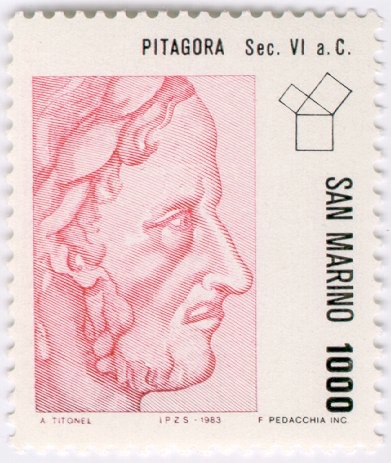 PITAGORA Sec. VI a. C.
SAN MARINO 1000
A. TITONEL I P Z S - 1983 F. PEDACCHIA INC.